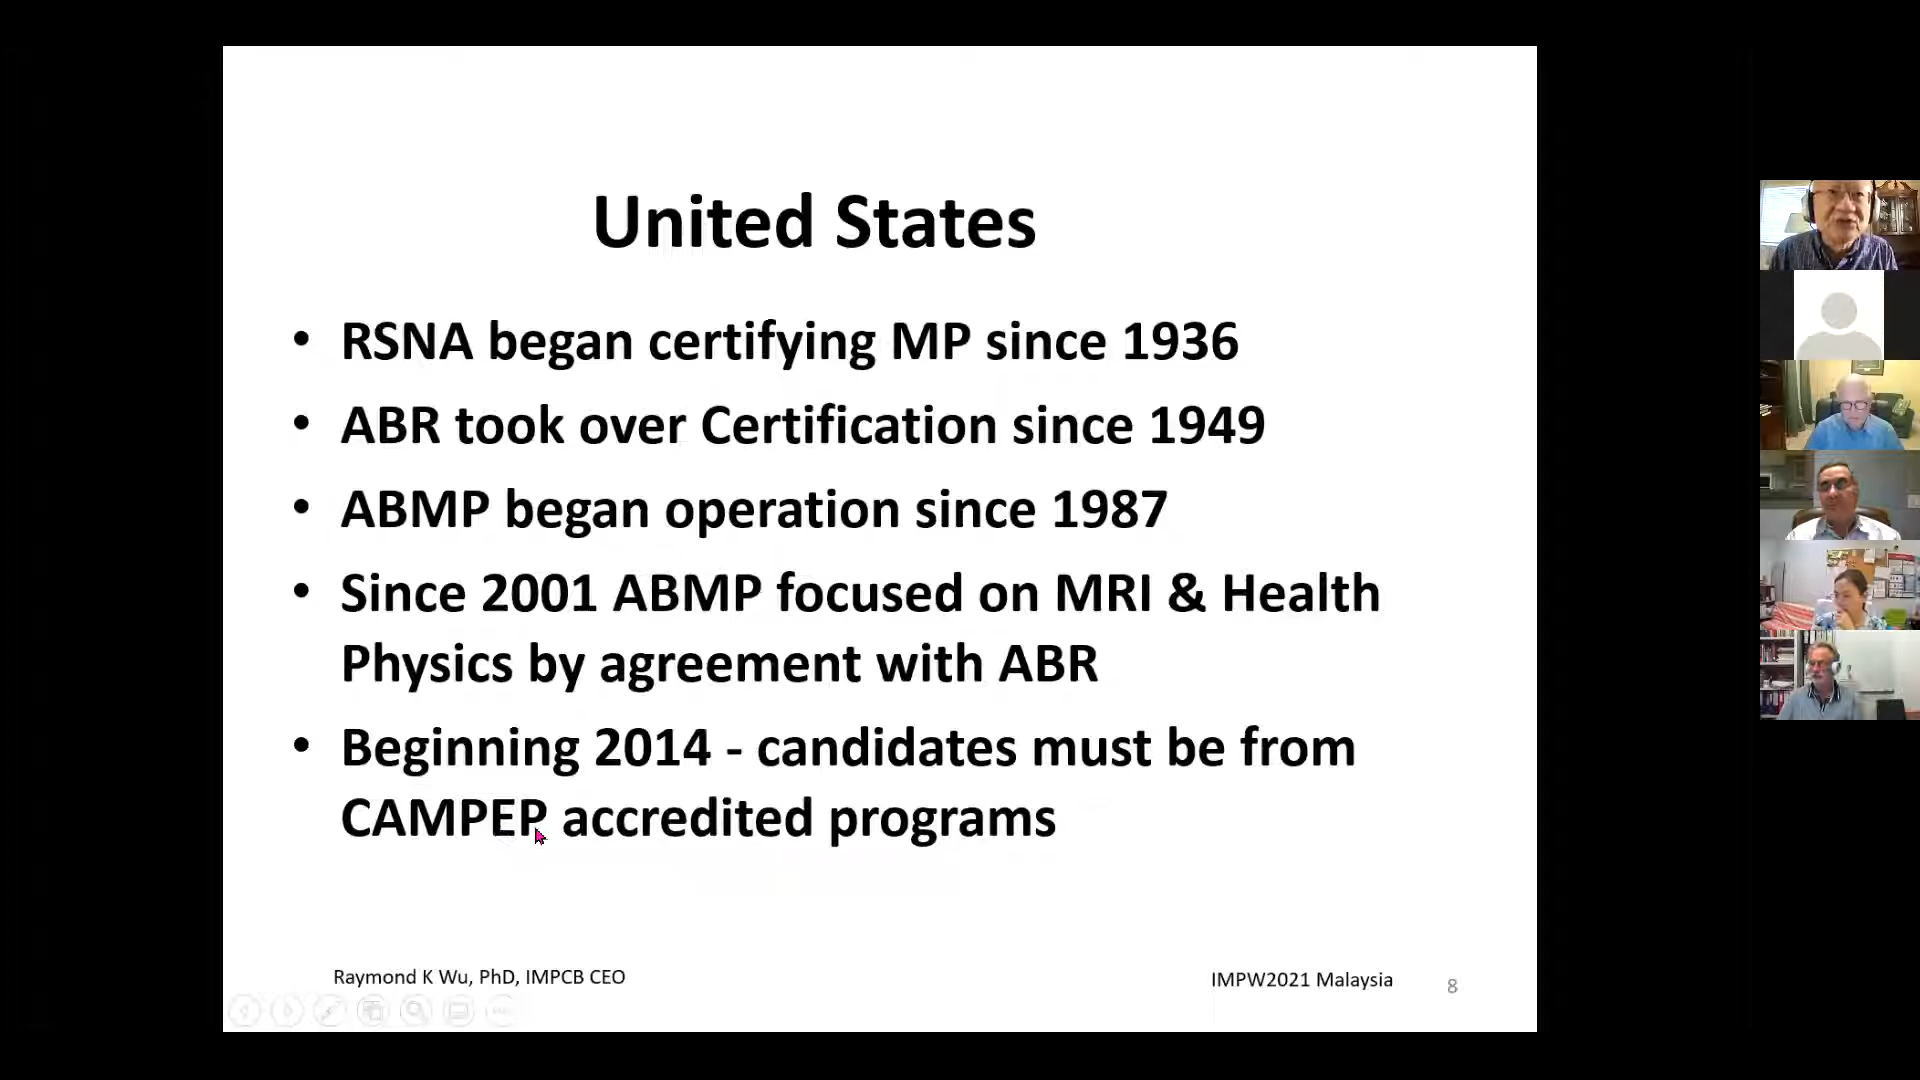 United States
• RSNA began certifying MP since 1936
• ABR took over Certification since 1949
• ABMP began operation since 1987
• Since 2001 ABMP focused on MRI & Health
Physics by agreement with ABR
• Beginning 2014 - candidates must be from
CAMPEP accredited programs
Raymond K Wu, PhD, IMPCB CEO
IMPW2021 Malaysia
8